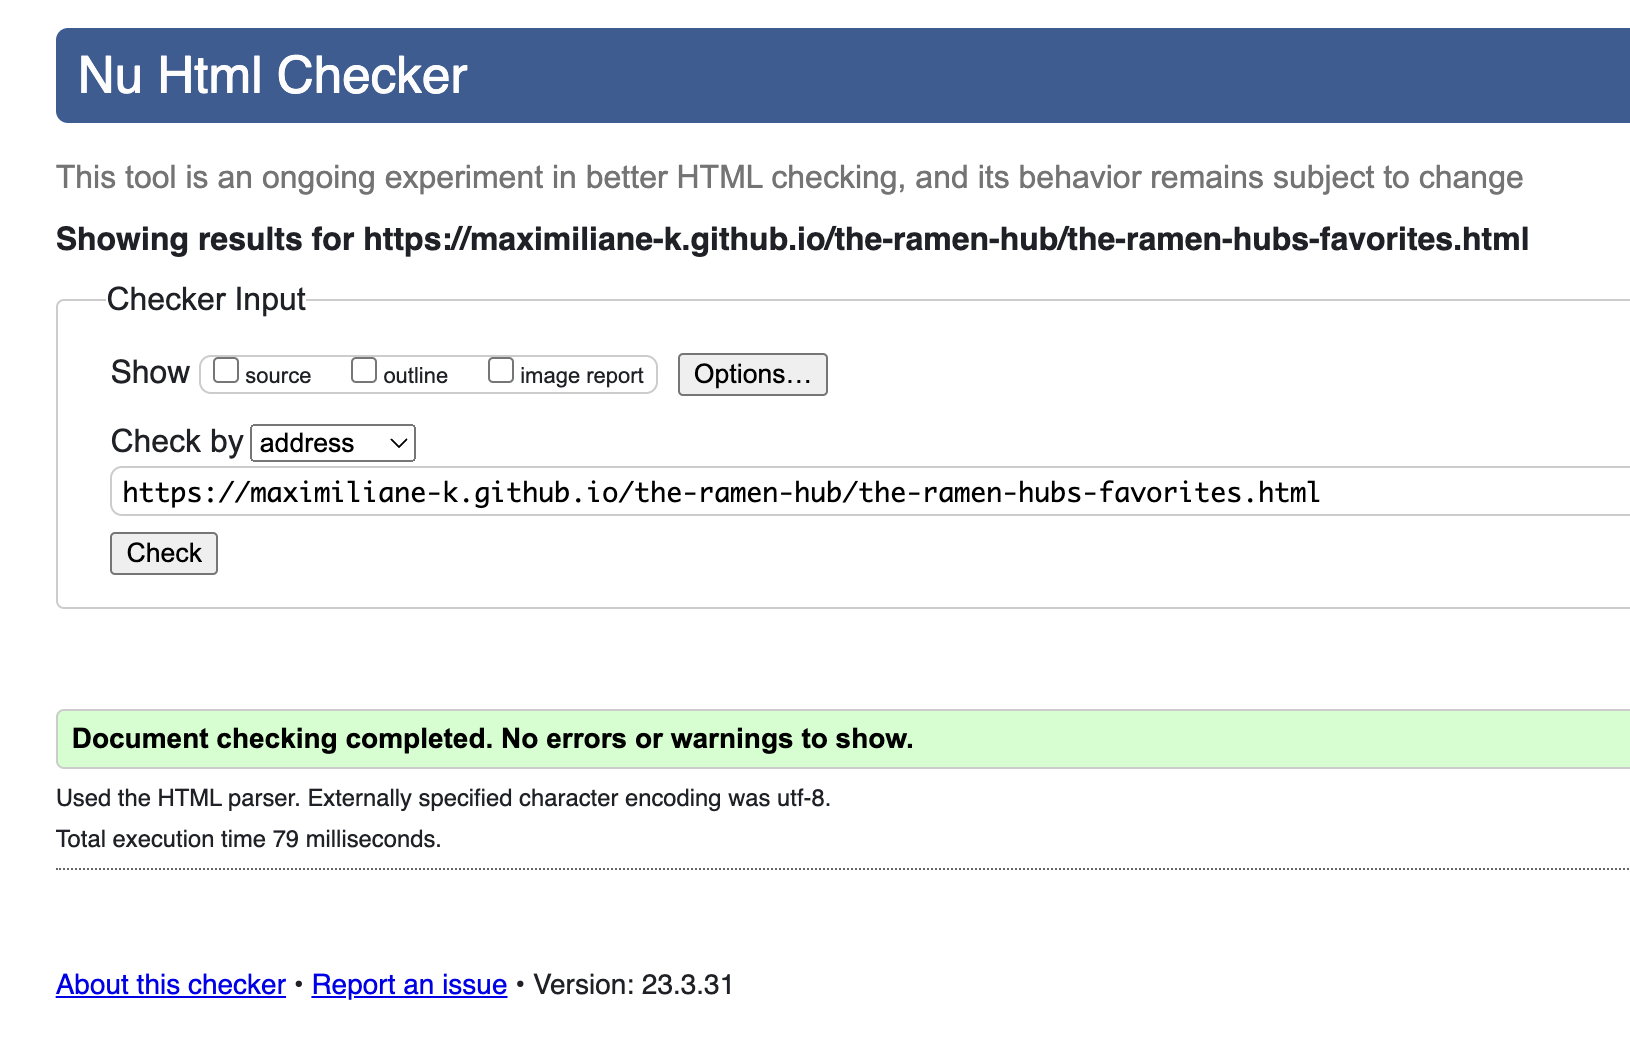 Nu Html Checker
This tool is an ongoing experiment in better HTML checking, and its behavior remains subject to change
Showing results for https://maximiliane-k.github.io/the-ramen-hub/the-ramen-hubs-favorites.html
Checker Input
Show source outline image report Options...
Check by address
https://maximiliane-k.github.io/the-ramen-hub/the-ramen-hubs-favorites.html
Check
Document checking completed. No errors or warnings to show.
Used the HTML parser. Externally specified character encoding was utf-8.
Total execution time 79 milliseconds.
About this checker • Report an issue • Version: 23.3.31